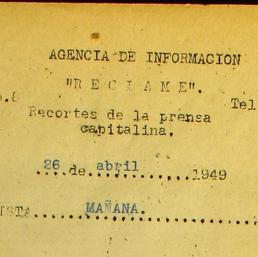 AGENCIA DE INFORMACION
"R E C L A M E".
Tel
Recortes de la prensa
capitalina.
26 de abril 1949
MAÑANA.